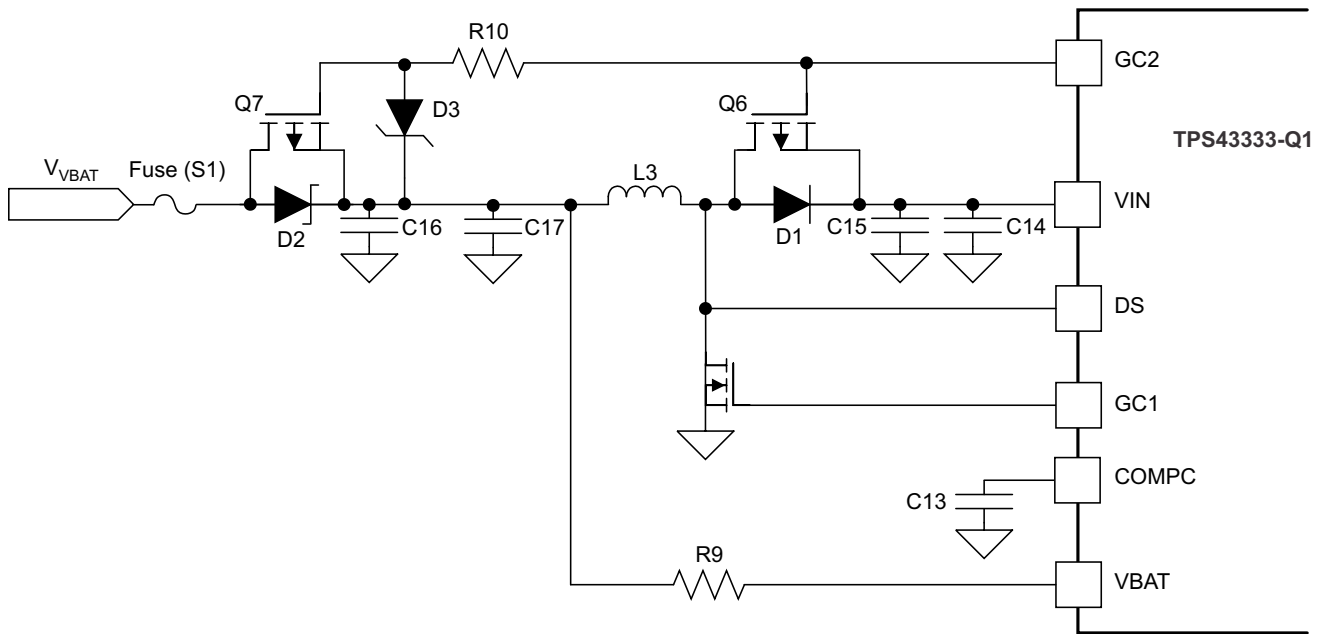 R10
GC2
Q7
D3
Q6
TPS43333-Q1
V_VBAT
Fuse (S1)
L3
VIN
D2
C16
C17
D1
C15
C14
DS
GC1
COMPC
C13
R9
VBAT